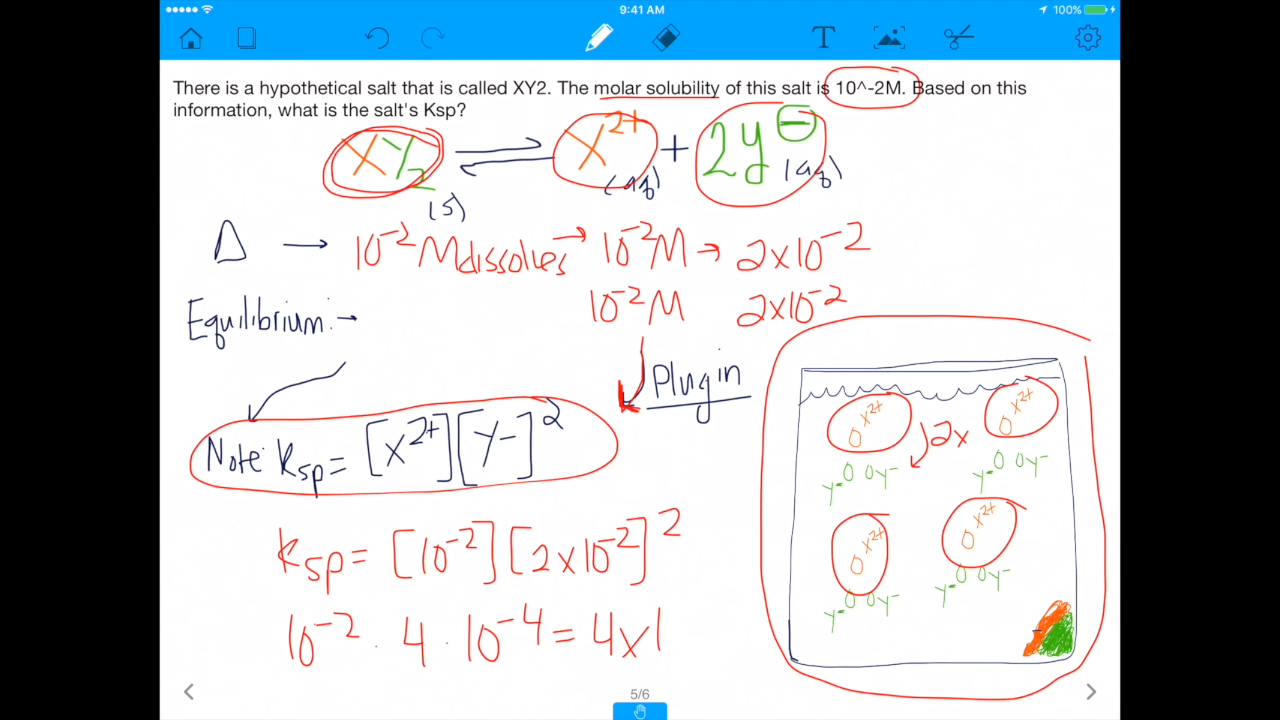 9:41 AM
100%
T
There is a hypothetical salt that is called XY2. The molar solubility of this salt is 10^-2M. Based on this
information, what is the salt's Ksp?
XY₂ ⇌ X²⁺ + 2y⁻
(s) (aq) (aq)
Δ → 10⁻² M dissolves → 10⁻² M → 2x10⁻²
Equilibrium: → 10⁻² M 2x10⁻²
Plug in
Note: Ksp = [X²⁺][Y-]²
Ksp = [10⁻²][2x10⁻²]²
10⁻² · 4 · 10⁻⁴ = 4x1
X²⁺ X²⁺
2x
y- y- y- y-
X²⁺ X²⁺
y- y- y- y-
5/6